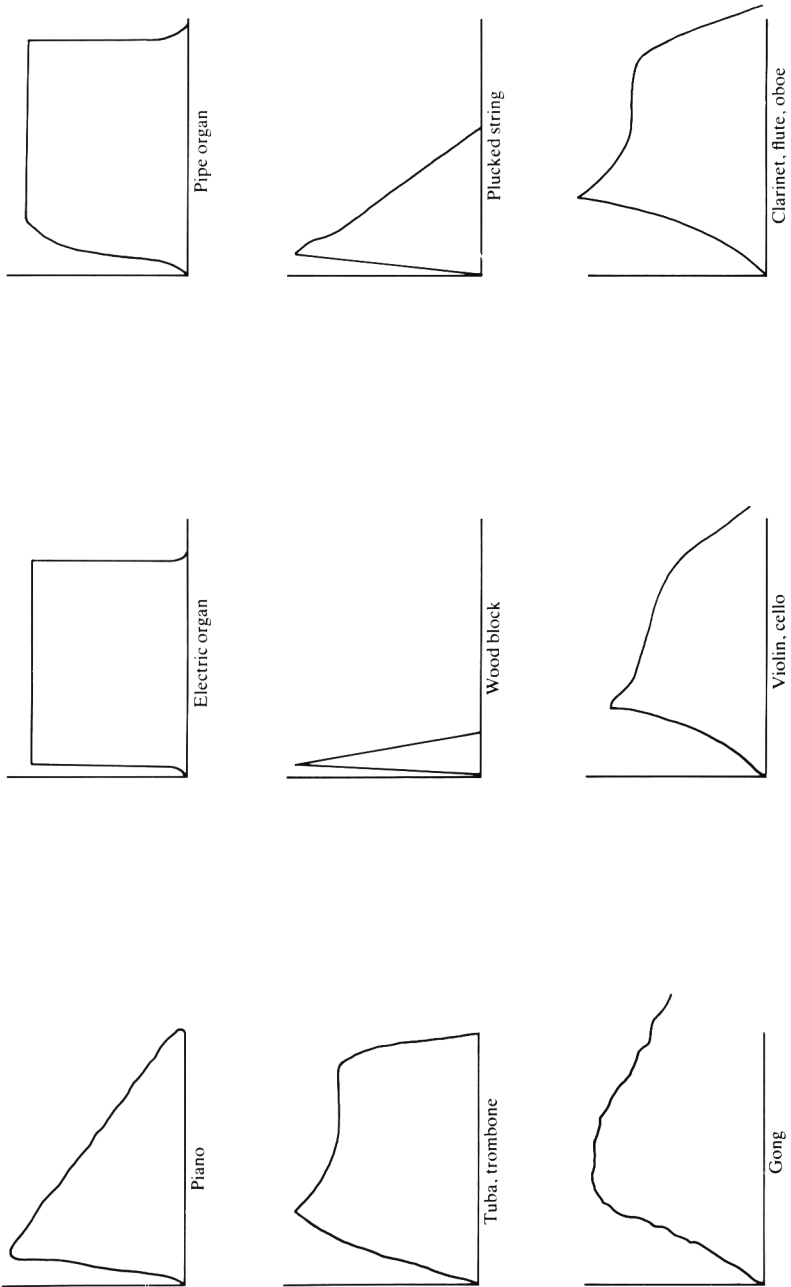 Piano
Electric organ
Pipe organ
Tuba, trombone
Wood block
Plucked string
Gong
Violin, cello
Clarinet, flute, oboe